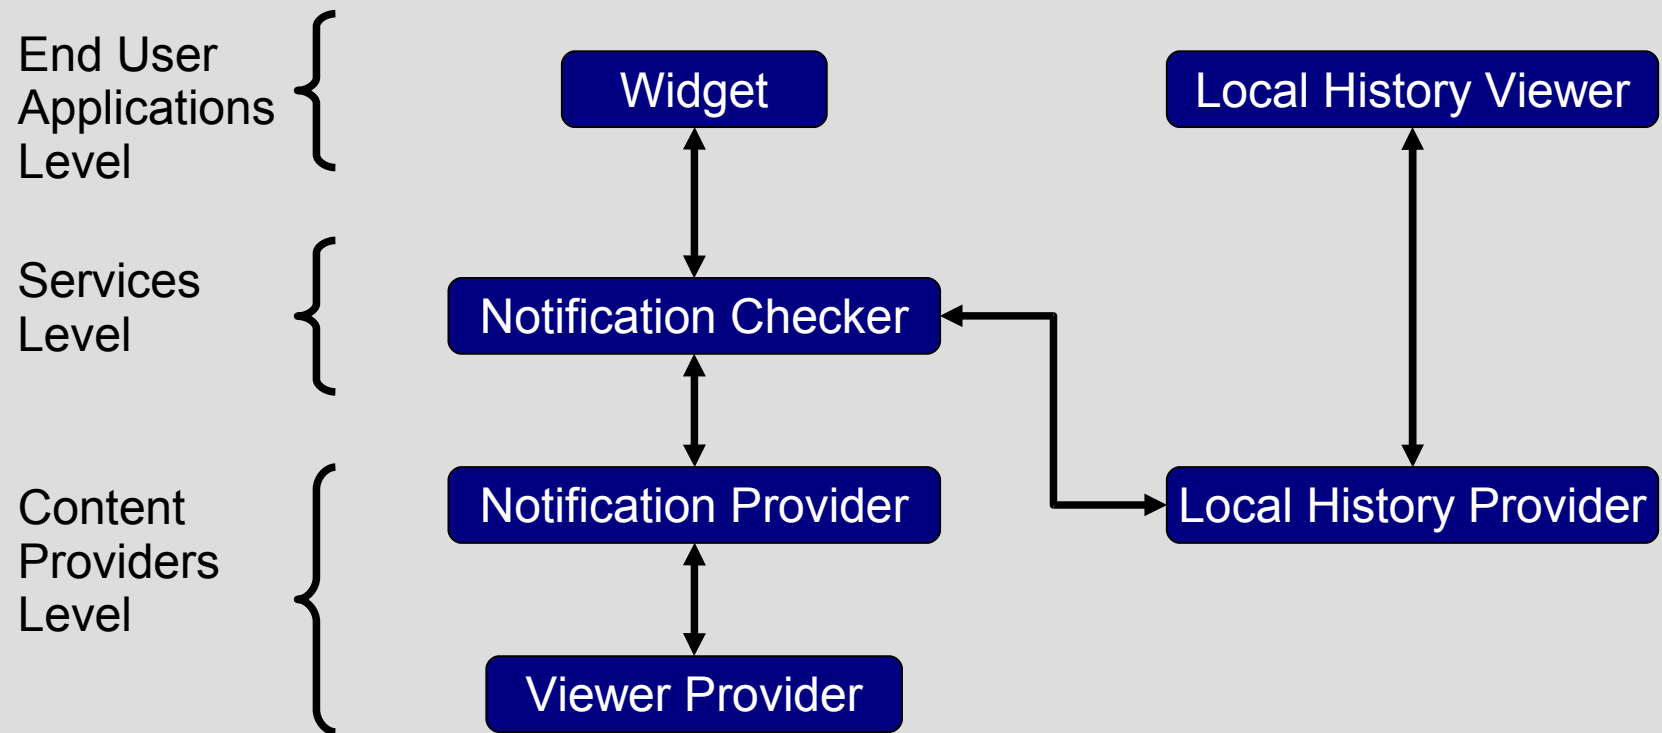 End User
Applications
Level
Widget
Local History Viewer
Services
Level
Notification Checker
Content
Providers
Level
Notification Provider
Local History Provider
Viewer Provider